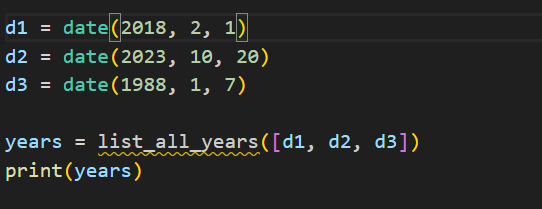 d1 = date(2018, 2, 1)
d2 = date(2023, 10, 20)
d3 = date(1988, 1, 7)
years = list_all_years([d1, d2, d3])
print(years)